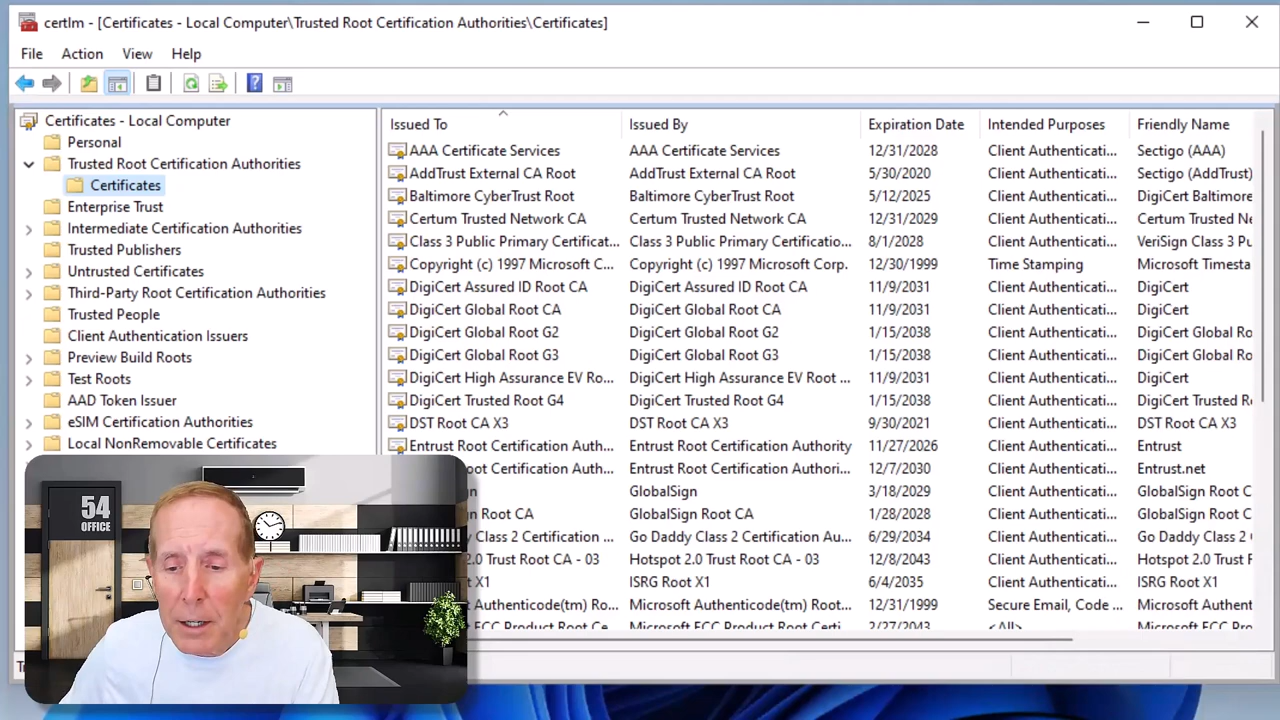 certlm - [Certificates - Local Computer\Trusted Root Certification Authorities\Certificates]
File Action View Help
Certificates - Local Computer
Personal
Trusted Root Certification Authorities
Certificates
Enterprise Trust
Intermediate Certification Authorities
Trusted Publishers
Untrusted Certificates
Third-Party Root Certification Authorities
Trusted People
Client Authentication Issuers
Preview Build Roots
Test Roots
AAD Token Issuer
eSIM Certification Authorities
Local NonRemovable Certificates
Issued To Issued By Expiration Date Intended Purposes Friendly Name
AAA Certificate Services AAA Certificate Services 12/31/2028 Client Authenticati... Sectigo (AAA)
AddTrust External CA Root AddTrust External CA Root 5/30/2020 Client Authenticati... Sectigo (AddTrust)
Baltimore CyberTrust Root Baltimore CyberTrust Root 5/12/2025 Client Authenticati... DigiCert Baltimore
Certum Trusted Network CA Certum Trusted Network CA 12/31/2029 Client Authenticati... Certum Trusted Ne
Class 3 Public Primary Certificat... Class 3 Public Primary Certificatio... 8/1/2028 Client Authenticati... VeriSign Class 3 Pu
Copyright (c) 1997 Microsoft C... Copyright (c) 1997 Microsoft Corp. 12/30/1999 Time Stamping Microsoft Timesta
DigiCert Assured ID Root CA DigiCert Assured ID Root CA 11/9/2031 Client Authenticati... DigiCert
DigiCert Global Root CA DigiCert Global Root CA 11/9/2031 Client Authenticati... DigiCert
DigiCert Global Root G2 DigiCert Global Root G2 1/15/2038 Client Authenticati... DigiCert Global Ro
DigiCert Global Root G3 DigiCert Global Root G3 1/15/2038 Client Authenticati... DigiCert Global Ro
DigiCert High Assurance EV Ro... DigiCert High Assurance EV Root ... 11/9/2031 Client Authenticati... DigiCert
DigiCert Trusted Root G4 DigiCert Trusted Root G4 1/15/2038 Client Authenticati... DigiCert Trusted R
DST Root CA X3 DST Root CA X3 9/30/2021 Client Authenticati... DST Root CA X3
Entrust Root Certification Auth... Entrust Root Certification Authority 11/27/2026 Client Authenticati... Entrust
Root Certification Auth... Entrust Root Certification Authori... 12/7/2030 Client Authenticati... Entrust.net
GlobalSign 3/18/2029 Client Authenticati... GlobalSign Root C
gn Root CA GlobalSign Root CA 1/28/2028 Client Authenticati... GlobalSign Root C
dy Class 2 Certification ... Go Daddy Class 2 Certification Au... 6/29/2034 Client Authenticati... Go Daddy Class 2 C
2.0 Trust Root CA - 03 Hotspot 2.0 Trust Root CA - 03 12/8/2043 Client Authenticati... Hotspot 2.0 Trust R
t X1 ISRG Root X1 6/4/2035 Client Authenticati... ISRG Root X1
t Authenticode(tm) Ro... Microsoft Authenticode(tm) Root... 12/31/1999 Secure Email, Code ... Microsoft Authenti
t ECC Product Root Ce... Microsoft ECC Product Root Certi... 2/27/2043 <All> Microsoft ECC Pro
54
OFFICE